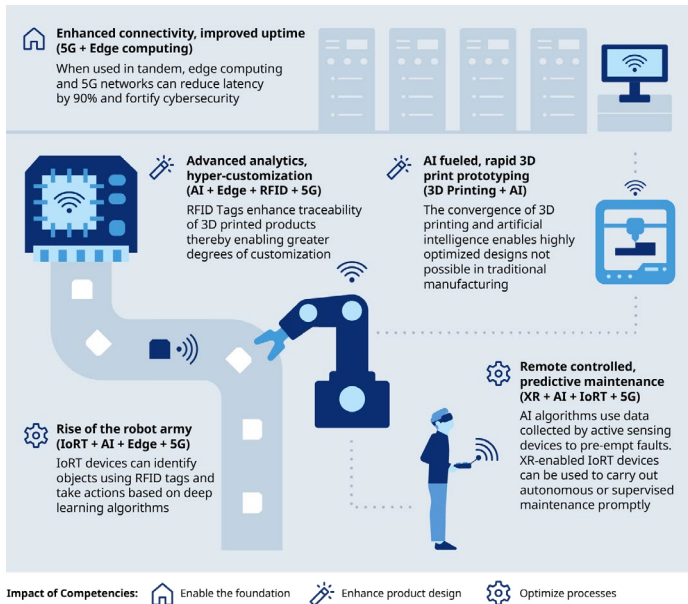 Enhanced connectivity, improved uptime
(5G + Edge computing)
When used in tandem, edge computing
and 5G networks can reduce latency
by 90% and fortify cybersecurity
Advanced analytics,
hyper-customization
(AI + Edge + RFID + 5G)
RFID Tags enhance traceability
of 3D printed products
thereby enabling greater
degrees of customization
AI fueled, rapid 3D
print prototyping
(3D Printing + AI)
The convergence of 3D
printing and artificial
intelligence enables highly
optimized designs not
possible in traditional
manufacturing
Rise of the robot army
(IoRT + AI + Edge + 5G)
IoRT devices can identify
objects using RFID tags and
take actions based on deep
learning algorithms
Remote controlled,
predictive maintenance
(XR + AI + IoRT + 5G)
AI algorithms use data
collected by active sensing
devices to pre-empt faults.
XR-enabled IoRT devices
can be used to carry out
autonomous or supervised
maintenance promptly
Impact of Competencies: Enable the foundation Enhance product design Optimize processes